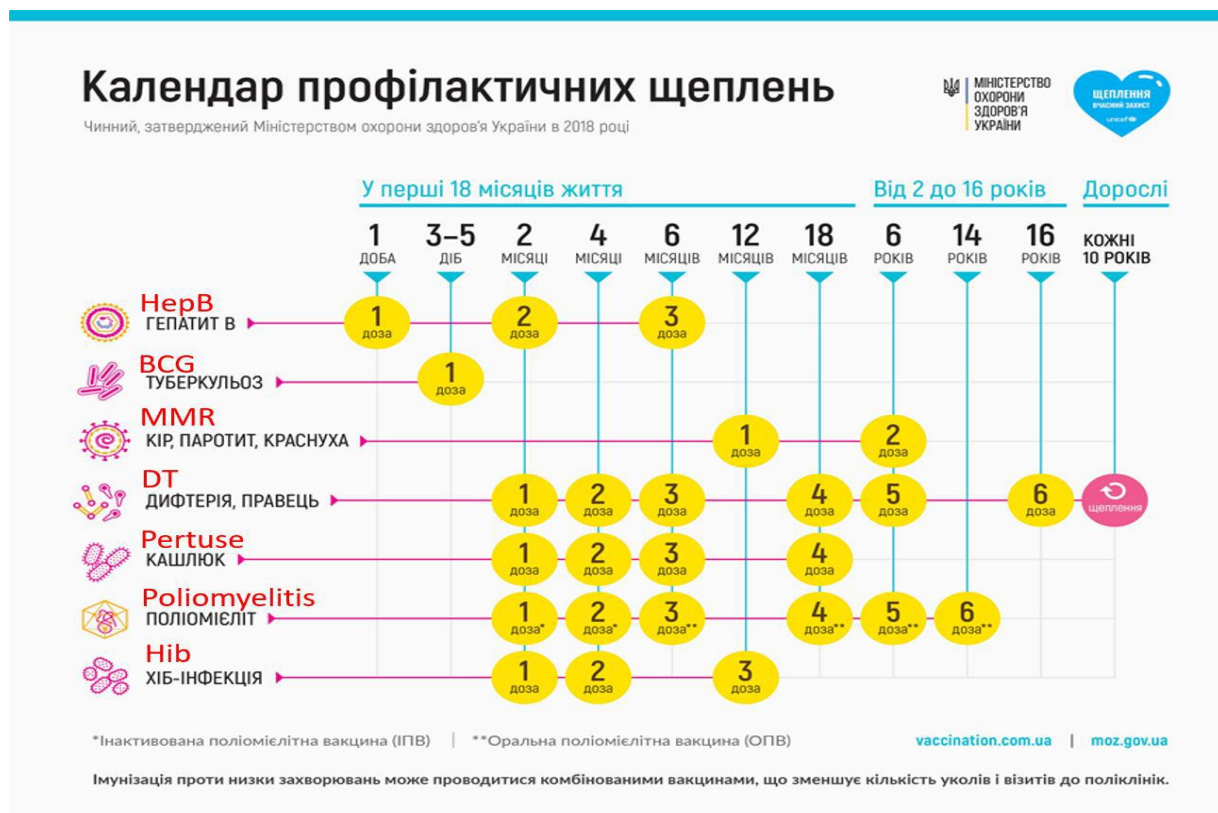 Календар профілактичних щеплень
Чинний, затверджений Міністерством охорони здоров'я України в 2018 році
МІНІСТЕРСТВО
ОХОРОНИ
ЗДОРОВ'Я
УКРАЇНИ
ЩЕПЛЕННЯ
ВЧАСНИЙ ЗАХИСТ
unicef
У перші 18 місяців життя
Від 2 до 16 років
Дорослі
1 3–5 2 4 6 12 18 6 14 16 КОЖНІ
ДОБА ДІБ МІСЯЦІ МІСЯЦІ МІСЯЦІВ МІСЯЦІВ МІСЯЦІВ РОКІВ РОКІВ РОКІВ 10 РОКІВ
HepB
ГЕПАТИТ В
1 2 3
доза доза доза
BCG
ТУБЕРКУЛЬОЗ
1
доза
MMR
КІР, ПАРОТИТ, КРАСНУХА
1 2
доза доза
DT
ДИФТЕРІЯ, ПРАВЕЦЬ
1 2 3 4 5 6
доза доза доза доза доза доза щеплення
Pertuse
КАШЛЮК
1 2 3 4
доза доза доза доза
Poliomyelitis
ПОЛІОМІЄЛІТ
1 2 3 4 5 6
доза* доза* доза** доза** доза** доза**
Hib
ХІБ-ІНФЕКЦІЯ
1 2 3
доза доза доза
*Інактивована поліомієлітна вакцина (ІПВ) | **Оральна поліомієлітна вакцина (ОПВ)
vaccination.com.ua | moz.gov.ua
Імунізація проти низки захворювань може проводитися комбінованими вакцинами, що зменшує кількість уколів і візитів до поліклінік.